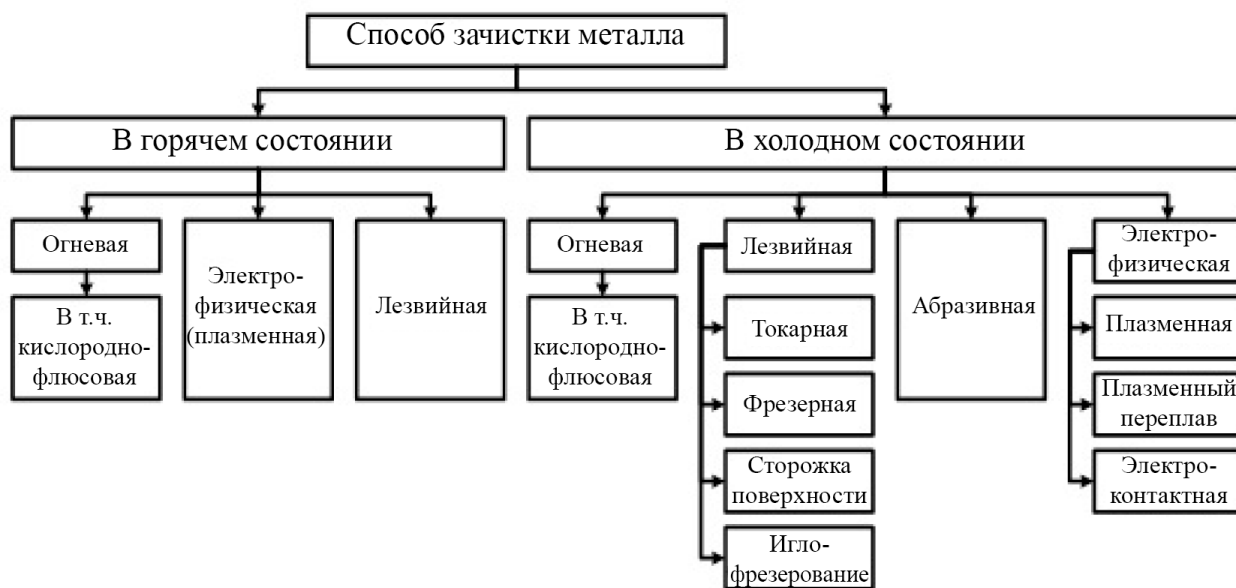 Способ зачистки металла
В горячем состоянии
В холодном состоянии
Огневая
В т.ч.
кислородно-
флюсовая
Электро-
физическая
(плазменная)
Лезвийная
Огневая
В т.ч.
кислородно-
флюсовая
Лезвийная
Токарная
Фрезерная
Сторожка
поверхности
Игло-
фрезерование
Абразивная
Электро-
физическая
Плазменная
Плазменный
переплав
Электро-
контактная